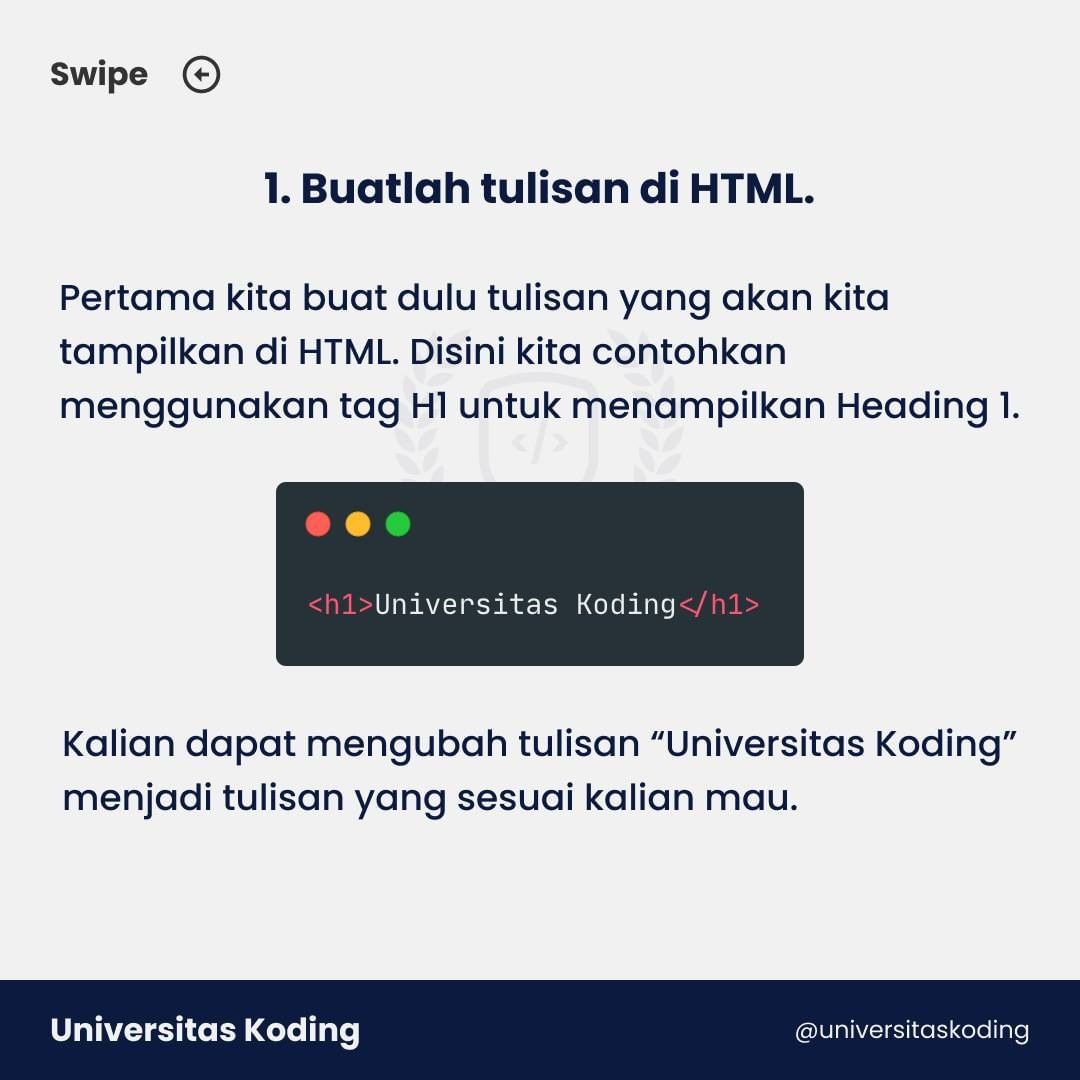 Swipe
1. Buatlah tulisan di HTML.
Pertama kita buat dulu tulisan yang akan kita
tampilkan di HTML. Disini kita contohkan
menggunakan tag H1 untuk menampilkan Heading 1.
<h1>Universitas Koding</h1>
Kalian dapat mengubah tulisan “Universitas Koding”
menjadi tulisan yang sesuai kalian mau.
Universitas Koding
@universitaskoding